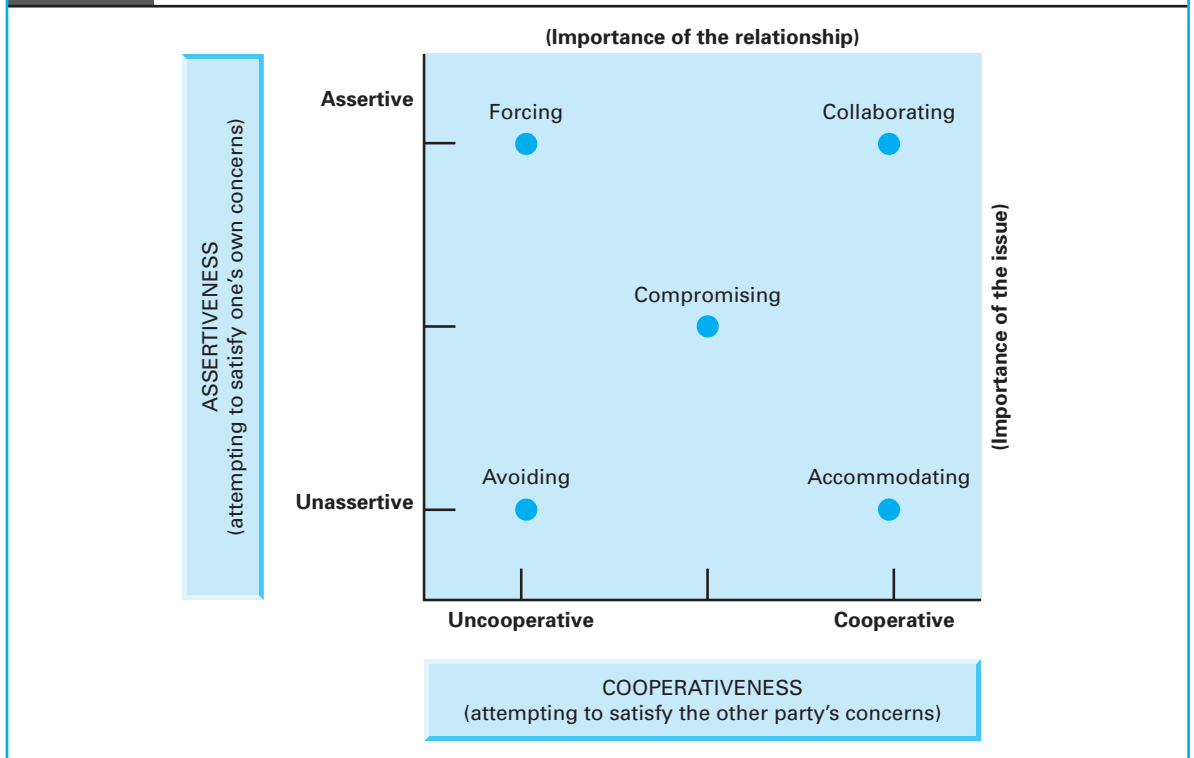 (Importance of the relationship)
ASSERTIVENESS
(attempting to satisfy one's own concerns)
Assertive
Forcing
Collaborating
(Importance of the issue)
Compromising
Avoiding
Accommodating
Unassertive
Uncooperative
Cooperative
COOPERATIVENESS
(attempting to satisfy the other party's concerns)